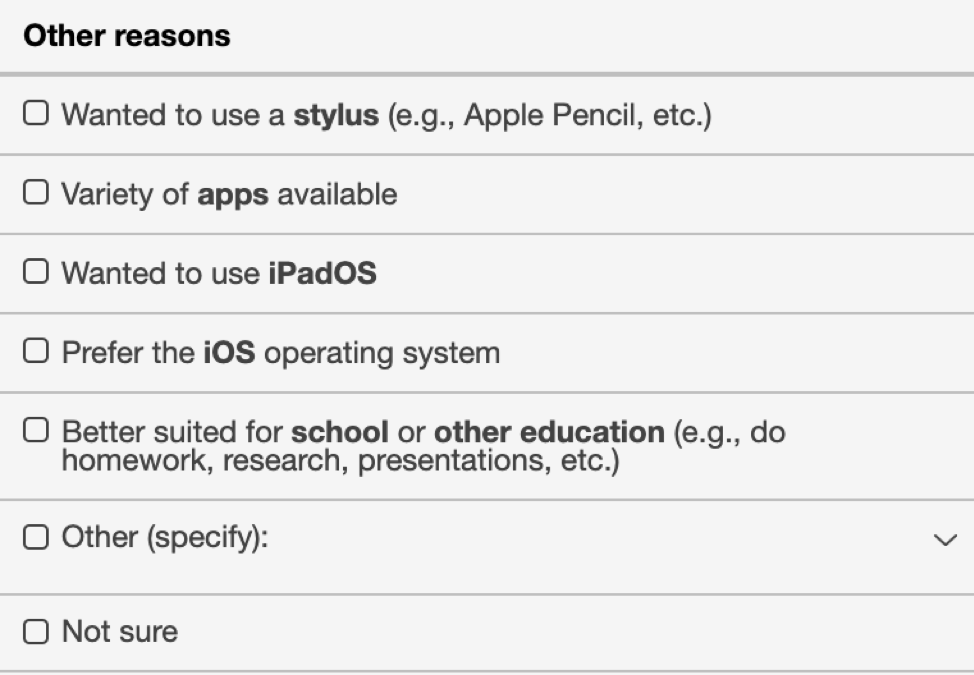 Other reasons
Wanted to use a stylus (e.g., Apple Pencil, etc.)
Variety of apps available
Wanted to use iPadOS
Prefer the iOS operating system
Better suited for school or other education (e.g., do
homework, research, presentations, etc.)
Other (specify):
Not sure